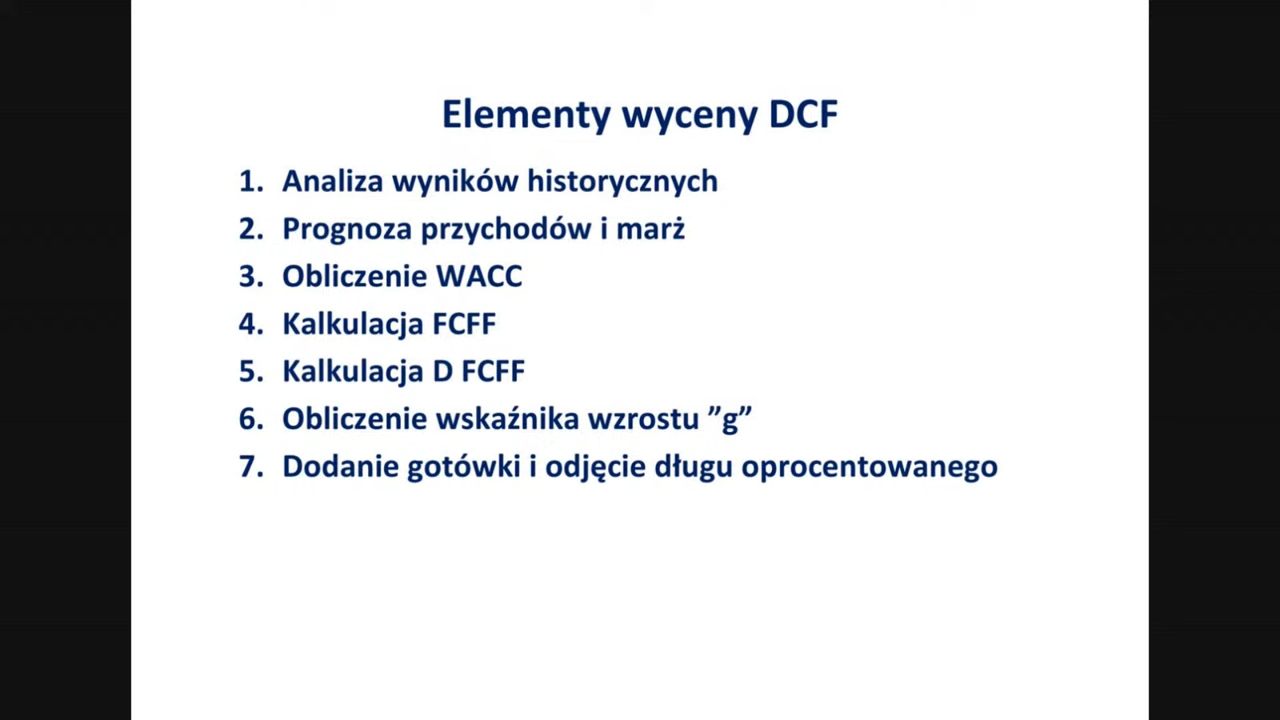 Elementy wyceny DCF
1. Analiza wyników historycznych
2. Prognoza przychodów i marż
3. Obliczenie WACC
4. Kalkulacja FCFF
5. Kalkulacja D FCFF
6. Obliczenie wskaźnika wzrostu ”g”
7. Dodanie gotówki i odjęcie długu oprocentowanego